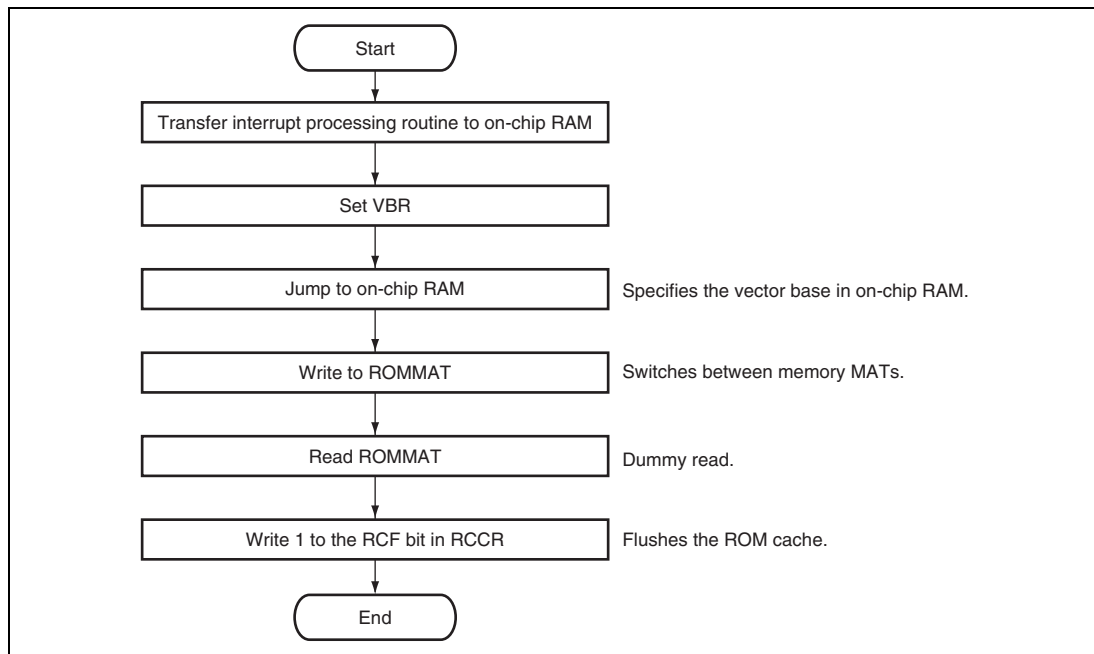 Start
Transfer interrupt processing routine to on-chip RAM
Set VBR
Jump to on-chip RAM
Specifies the vector base in on-chip RAM.
Write to ROMMAT
Switches between memory MATs.
Read ROMMAT
Dummy read.
Write 1 to the RCF bit in RCCR
Flushes the ROM cache.
End